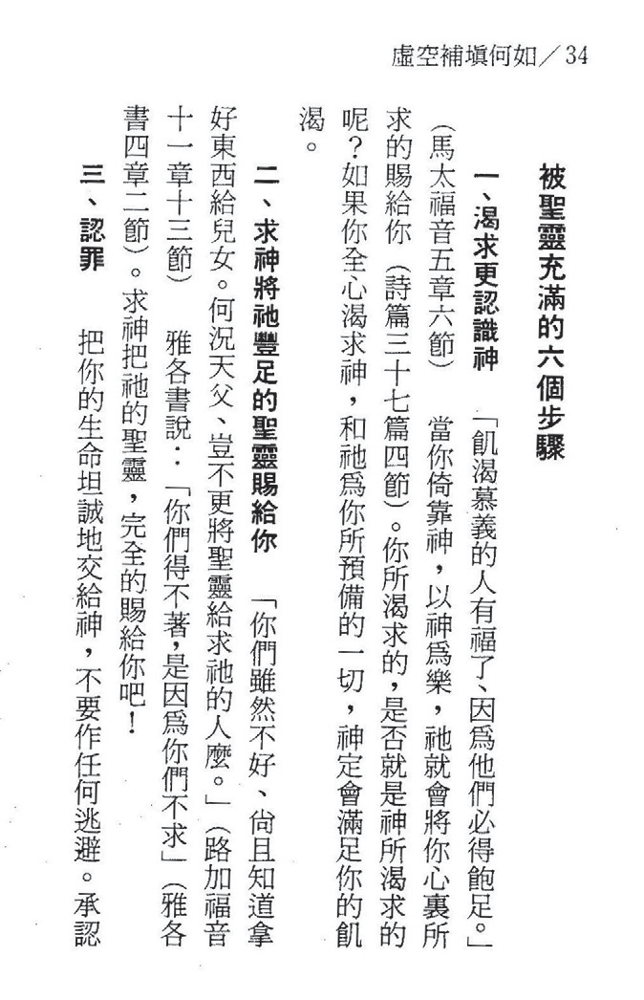 虛空補塡何如／34
被聖靈充滿的六個步驟
一、渴求更認識神　「飢渴慕義的人有福了、因爲他們必得飽足。」
（馬太福音五章六節）　當你倚靠神，以神爲樂，祂就會將你心裏所
求的賜給你（詩篇三十七篇四節）。你所渴求的，是否就是神所渴求的
呢？如果你全心渴求神，和祂爲你所預備的一切，神定會滿足你的飢
渴。
二、求神將祂豐足的聖靈賜給你　「你們雖然不好、尙且知道拿
好東西給兒女。何況天父、豈不更將聖靈給求祂的人麼。」（路加福音
十一章十三節）　雅各書說：「你們得不著，是因爲你們不求」（雅各
書四章二節）。求神把祂的聖靈，完全的賜給你吧！
三、認罪　把你的生命坦誠地交給神，不要作任何逃避。承認